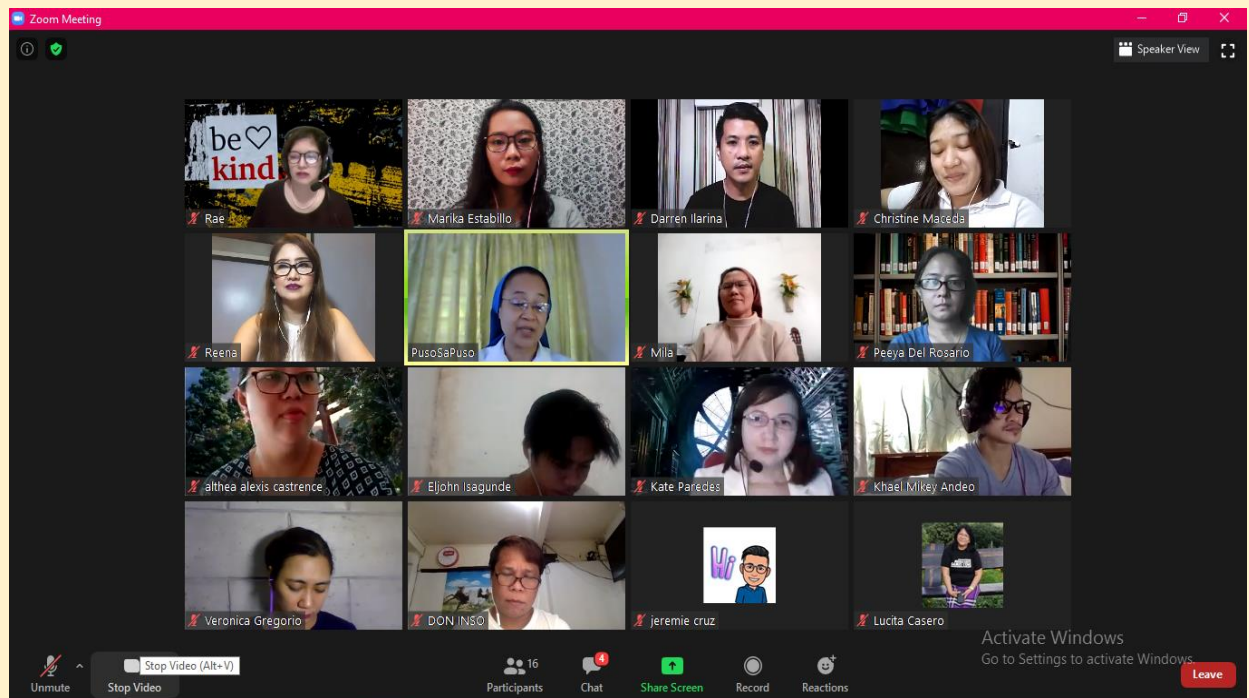 Zoom Meeting
Speaker View
be
kind
Rae
Marika Estabillo
Darren Ilarina
Christine Maceda
Reena
PusoSaPuso
Mila
Peeya Del Rosario
althea alexis castrence
Eljohn Isagunde
Kate Paredes
Khael Mikey Andeo
Veronica Gregorio
DON INSO
Hi
jeremie cruz
Lucita Casero
Activate Windows
Go to Settings to activate Windows.
Unmute
Stop Video (Alt+V)
Stop Video
16
Participants
4
Chat
Share Screen
Record
Reactions
Leave